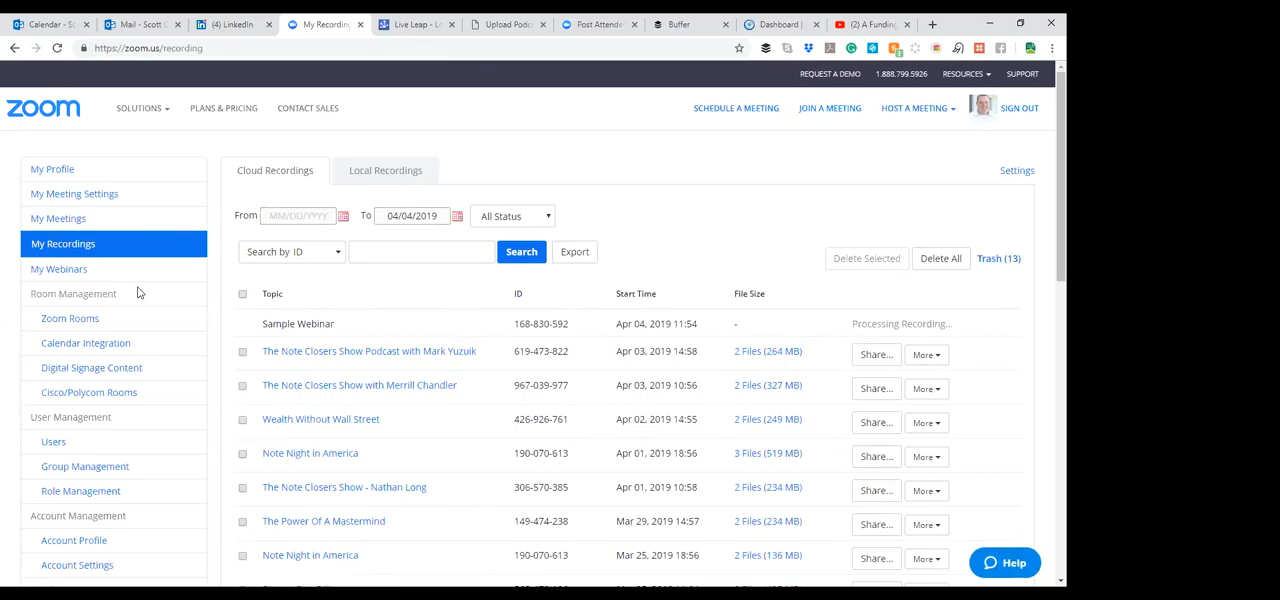 Calendar - Sc
Mail - Scott C
(4) LinkedIn
My Recording
Live Leap - Lo
Upload Podc
Post Attende
Buffer
Dashboard |
(2) A Funding
https://zoom.us/recording
REQUEST A DEMO 1.888.799.5926 RESOURCES SUPPORT
zoom SOLUTIONS PLANS & PRICING CONTACT SALES SCHEDULE A MEETING JOIN A MEETING HOST A MEETING SIGN OUT
My Profile
My Meeting Settings
My Meetings
My Recordings
My Webinars
Room Management
Zoom Rooms
Calendar Integration
Digital Signage Content
Cisco/Polycom Rooms
User Management
Users
Group Management
Role Management
Account Management
Account Profile
Account Settings
Cloud Recordings Local Recordings Settings
From MM/DD/YYYY To 04/04/2019 All Status
Search by ID Search Export Delete Selected Delete All Trash (13)
Topic ID Start Time File Size
Sample Webinar 168-830-592 Apr 04, 2019 11:54 - Processing Recording...
The Note Closers Show Podcast with Mark Yuzuik 619-473-822 Apr 03, 2019 14:58 2 Files (264 MB) Share... More
The Note Closers Show with Merrill Chandler 967-039-977 Apr 03, 2019 10:56 2 Files (327 MB) Share... More
Wealth Without Wall Street 426-926-761 Apr 02, 2019 14:55 2 Files (249 MB) Share... More
Note Night in America 190-070-613 Apr 01, 2019 18:56 3 Files (519 MB) Share... More
The Note Closers Show - Nathan Long 306-570-385 Apr 01, 2019 10:58 2 Files (234 MB) Share... More
The Power Of A Mastermind 149-474-238 Mar 29, 2019 14:57 2 Files (234 MB) Share... More
Note Night in America 190-070-613 Mar 25, 2019 18:56 2 Files (136 MB) Share... More
Help